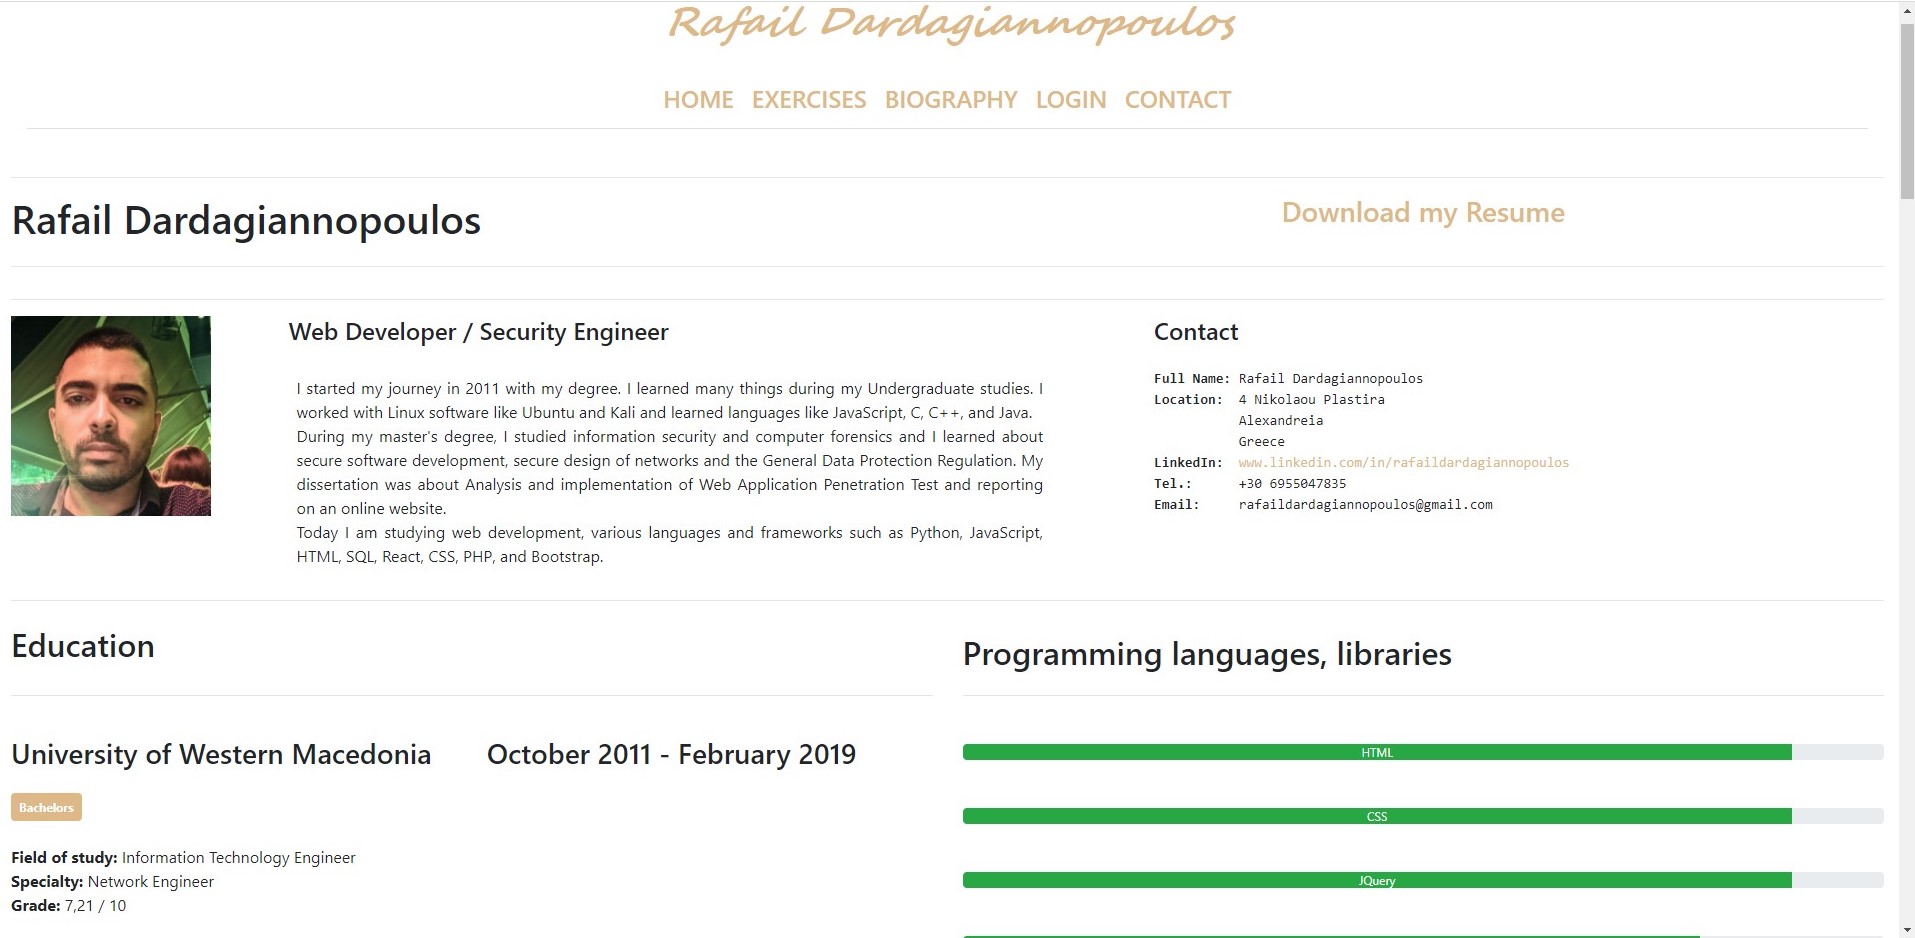 Rafail Dardagiannopoulos
HOME EXERCISES BIOGRAPHY LOGIN CONTACT
Rafail Dardagiannopoulos
Download my Resume
Web Developer / Security Engineer
I started my journey in 2011 with my degree. I learned many things during my Undergraduate studies. I
worked with Linux software like Ubuntu and Kali and learned languages like JavaScript, C, C++, and Java.
During my master's degree, I studied information security and computer forensics and I learned about
secure software development, secure design of networks and the General Data Protection Regulation. My
dissertation was about Analysis and implementation of Web Application Penetration Test and reporting
on an online website.
Today I am studying web development, various languages and frameworks such as Python, JavaScript,
HTML, SQL, React, CSS, PHP, and Bootstrap.
Contact
Full Name: Rafail Dardagiannopoulos
Location: 4 Nikolaou Plastira
Alexandreia
Greece
LinkedIn: www.linkedin.com/in/rafaildardagiannopoulos
Tel.: +30 6955047835
Email: rafaildardagiannopoulos@gmail.com
Education
University of Western Macedonia October 2011 - February 2019
Bachelors
Field of study: Information Technology Engineer
Specialty: Network Engineer
Grade: 7,21 / 10
Programming languages, libraries
HTML
CSS
JQuery